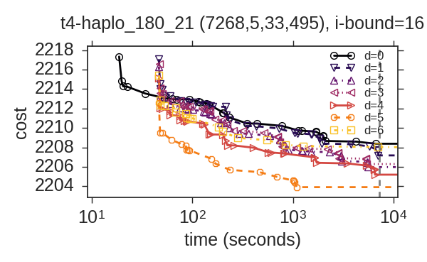 t4-haplo_180_21 (7268,5,33,495), i-bound=16
cost
2218
2216
2214
2212
2210
2208
2206
2204
d=0
d=1
d=2
d=3
d=4
d=5
d=6
10¹ 10² 10³ 10⁴
time (seconds)